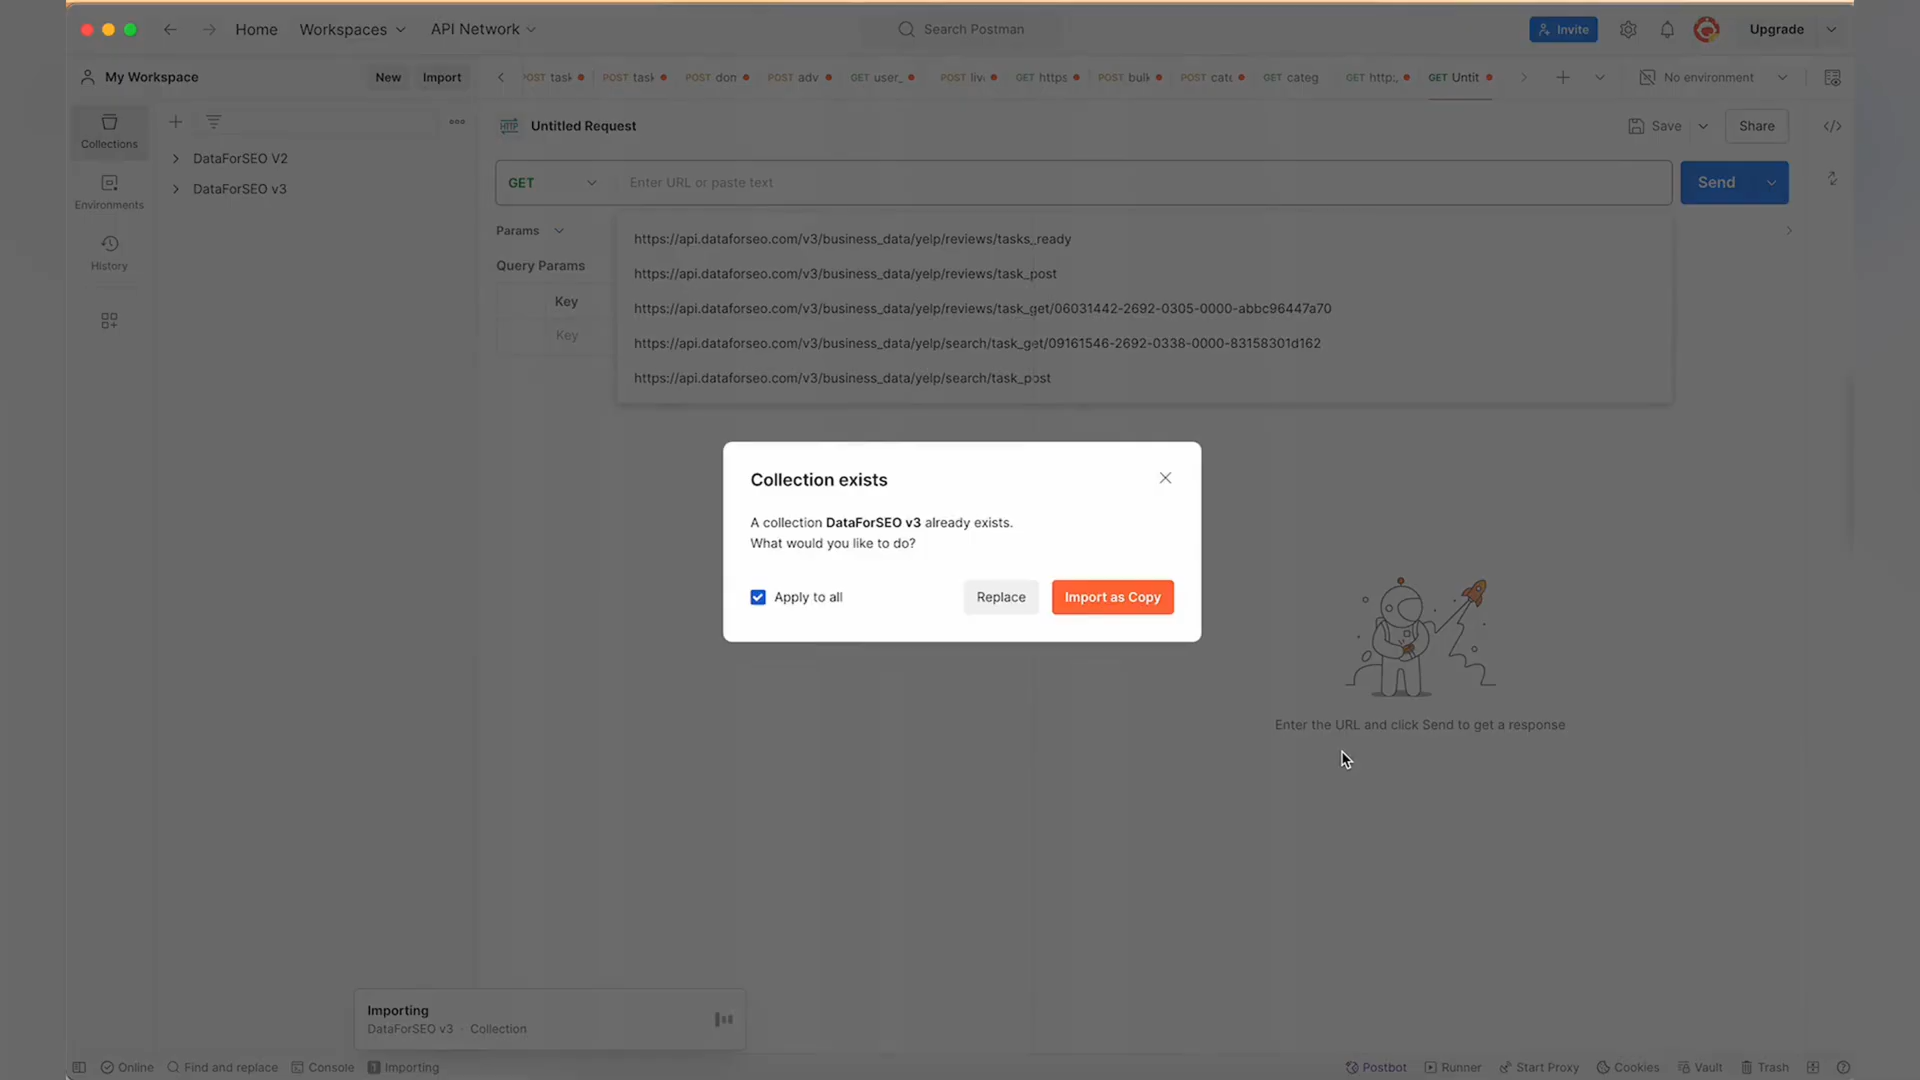 Home
Workspaces
API Network
Search Postman
Invite
Upgrade
My Workspace
New
Import
POST task
POST task
POST don
POST adv
GET user_
POST liv
GET https
POST bulk
POST cate
GET categ
GET http:,
GET Untit
No environment
Collections
Environments
History
DataForSEO V2
DataForSEO v3
HTTP
Untitled Request
Save
Share
GET
Enter URL or paste text
Send
Params
Query Params
Key
Key
https://api.dataforseo.com/v3/business_data/yelp/reviews/tasks_ready
https://api.dataforseo.com/v3/business_data/yelp/reviews/task_post
https://api.dataforseo.com/v3/business_data/yelp/reviews/task_get/06031442-2692-0305-0000-abbc96447a70
https://api.dataforseo.com/v3/business_data/yelp/search/task_get/09161546-2692-0338-0000-83158301d162
https://api.dataforseo.com/v3/business_data/yelp/search/task_post
Collection exists
A collection DataForSEO v3 already exists.
What would you like to do?
Apply to all
Replace
Import as Copy
Enter the URL and click Send to get a response
Importing
DataForSEO v3 · Collection
Online
Find and replace
Console
1 Importing
Postbot
Runner
Start Proxy
Cookies
Vault
Trash